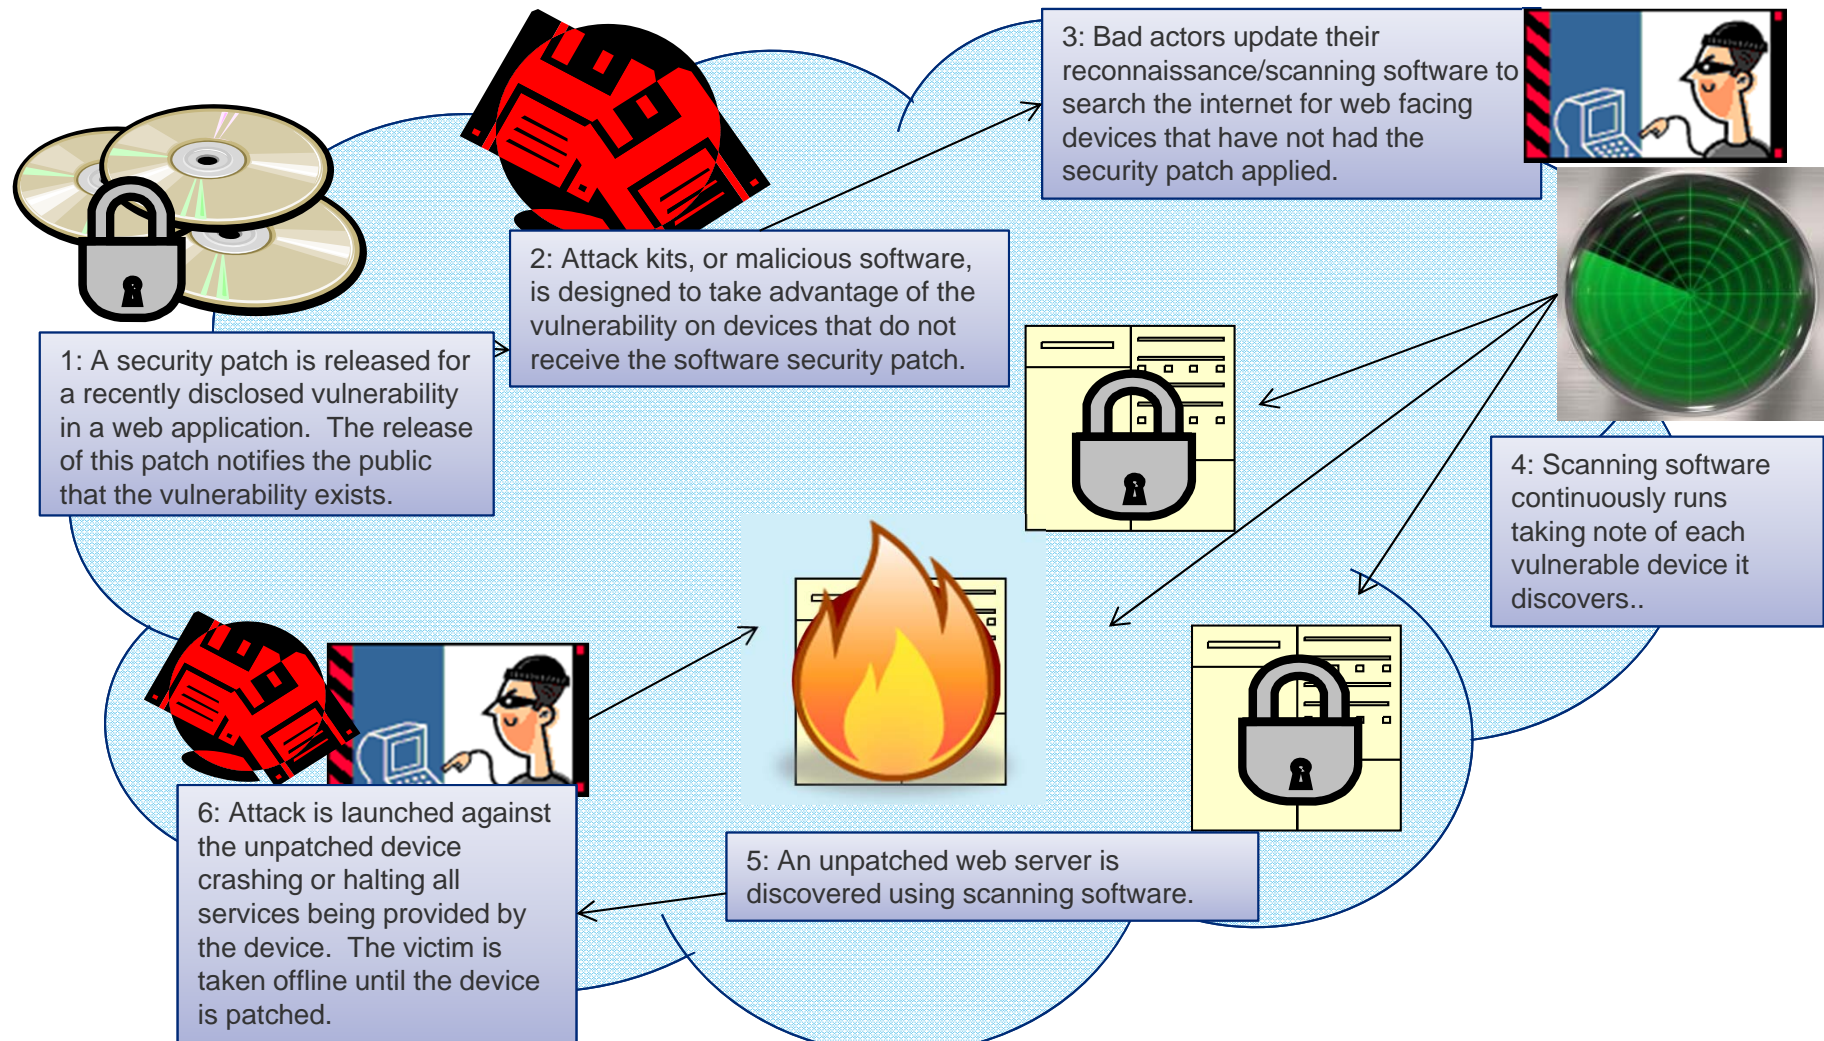 1: A security patch is released for
a recently disclosed vulnerability
in a web application.  The release
of this patch notifies the public
that the vulnerability exists.
2: Attack kits, or malicious software,
is designed to take advantage of the
vulnerability on devices that do not
receive the software security patch.
3: Bad actors update their
reconnaissance/scanning software to
search the internet for web facing
devices that have not had the
security patch applied.
4: Scanning software
continuously runs
taking note of each
vulnerable device it
discovers..
5: An unpatched web server is
discovered using scanning software.
6: Attack is launched against
the unpatched device
crashing or halting all
services being provided by
the device.  The victim is
taken offline until the device
is patched.